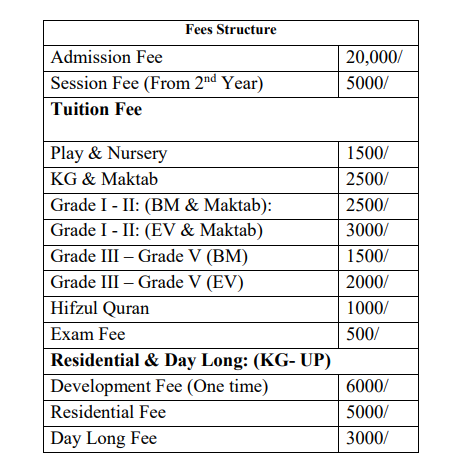 Fees Structure
Admission Fee 20,000/
Session Fee (From 2nd Year) 5000/
Tuition Fee
Play & Nursery 1500/
KG & Maktab 2500/
Grade I - II: (BM & Maktab): 2500/
Grade I - II: (EV & Maktab) 3000/
Grade III – Grade V (BM) 1500/
Grade III – Grade V (EV) 2000/
Hifzul Quran 1000/
Exam Fee 500/
Residential & Day Long: (KG- UP)
Development Fee (One time) 6000/
Residential Fee 5000/
Day Long Fee 3000/